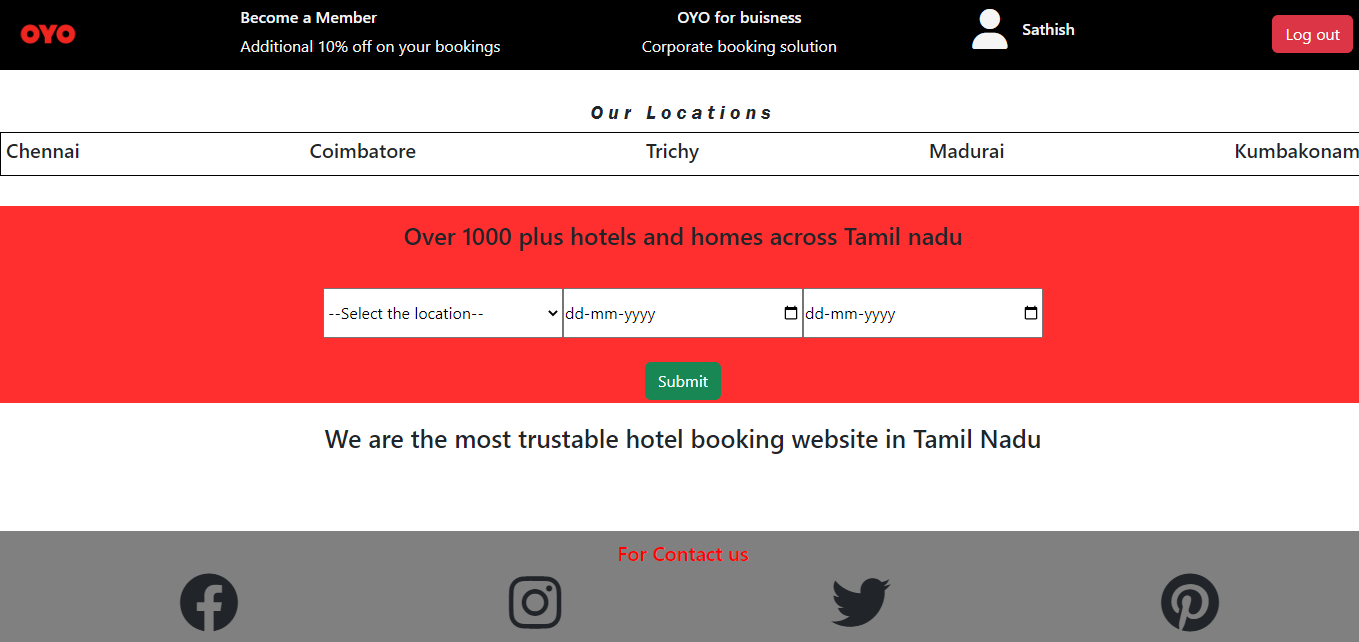 OYO
Become a Member
Additional 10% off on your bookings
OYO for buisness
Corporate booking solution
Sathish
Log out
Our Locations
Chennai Coimbatore Trichy Madurai Kumbakonam
Over 1000 plus hotels and homes across Tamil nadu
--Select the location-- dd-mm-yyyy dd-mm-yyyy
Submit
We are the most trustable hotel booking website in Tamil Nadu
For Contact us